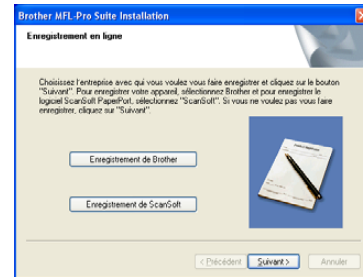 Brother MFL-Pro Suite Installation
Enregistrement en ligne
Choisissez l'entreprise avec qui vous voulez vous faire enregistrer et cliquez sur le bouton
"Suivant". Pour enregistrer votre appareil, sélectionnez Brother et pour enregistrer le
logiciel ScanSoft PaperPort, sélectionnez "ScanSoft". Si vous ne voulez pas vous faire
enregistrer, cliquez sur "Suivant".
Enregistrement de Brother
Enregistrement de ScanSoft
< Précédent Suivant > Annuler